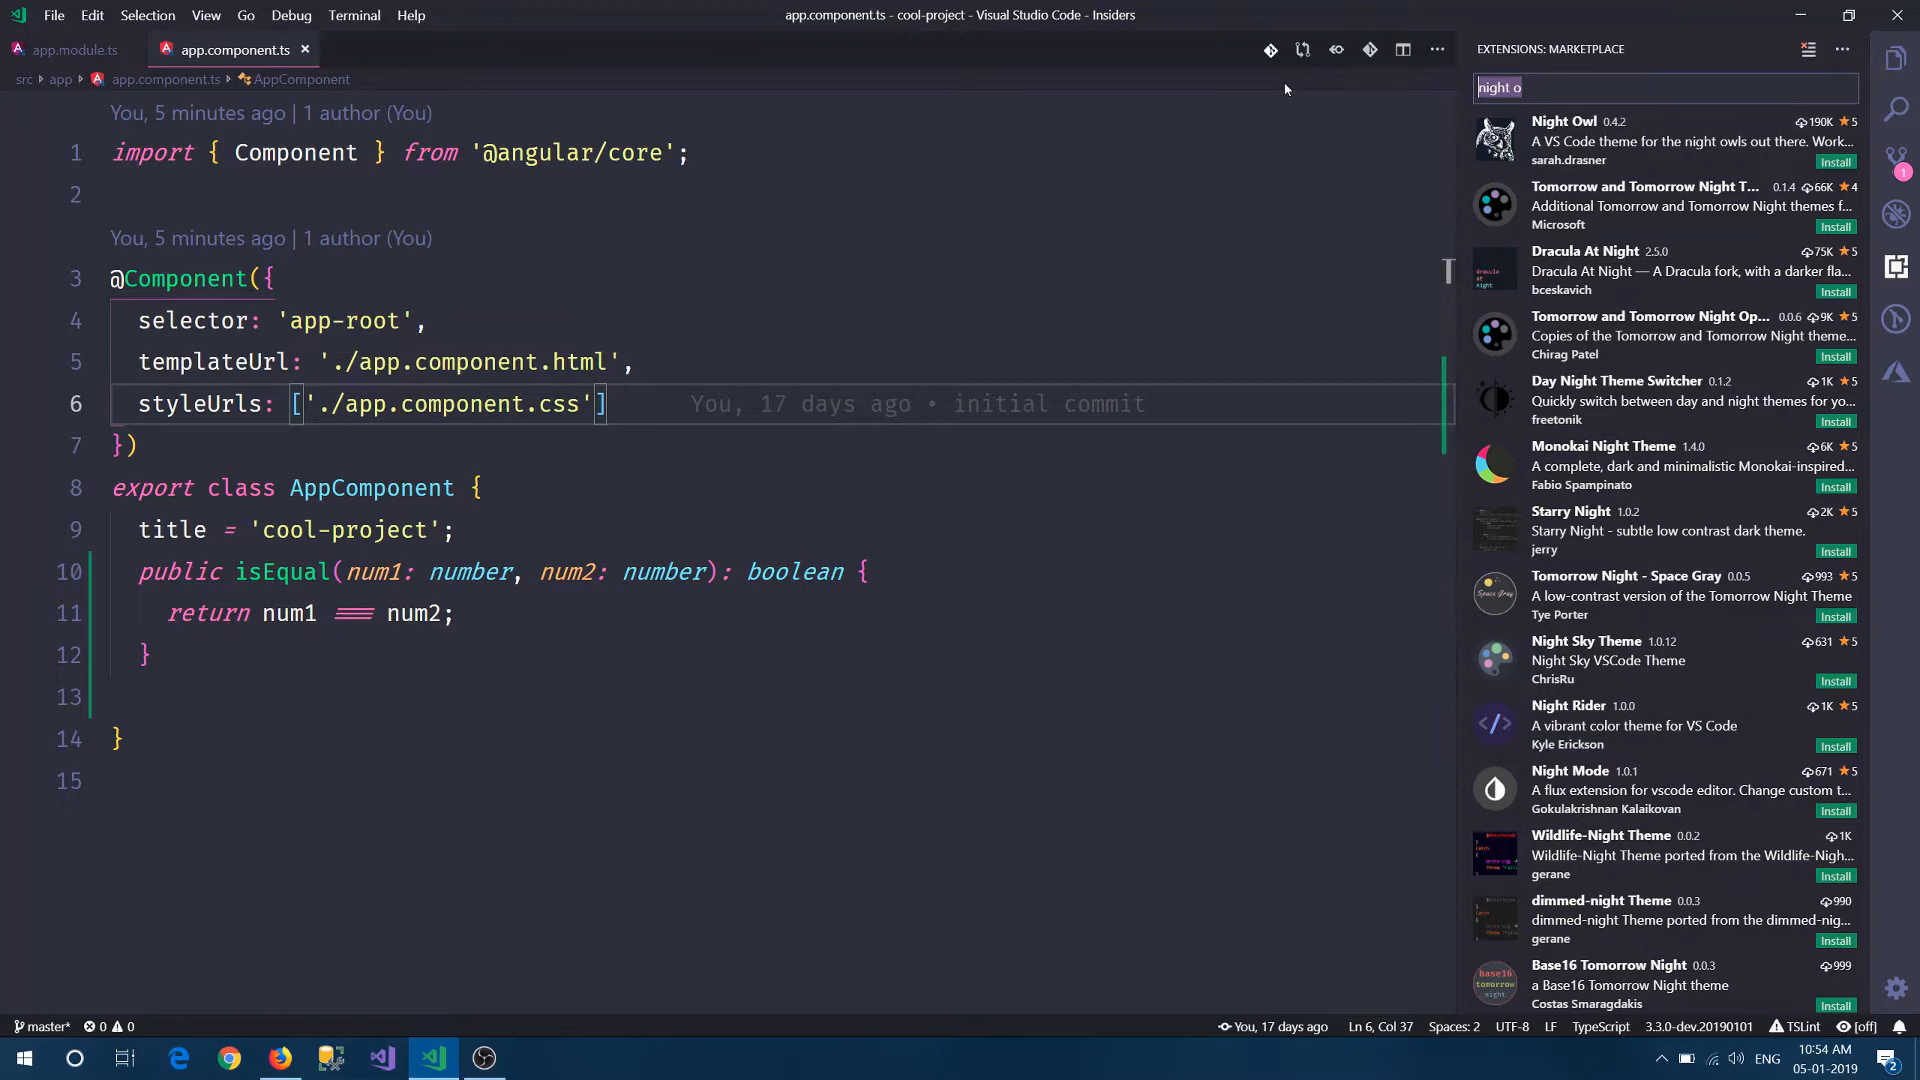 File Edit Selection View Go Debug Terminal Help
app.component.ts - cool-project - Visual Studio Code - Insiders
app.module.ts
app.component.ts
src app app.component.ts AppComponent
You, 5 minutes ago | 1 author (You)
1 import { Component } from '@angular/core';
2
You, 5 minutes ago | 1 author (You)
3 @Component({
4 selector: 'app-root',
5 templateUrl: './app.component.html',
6 styleUrls: ['./app.component.css'] You, 17 days ago • initial commit
7 })
8 export class AppComponent {
9 title = 'cool-project';
10 public isEqual(num1: number, num2: number): boolean {
11 return num1 === num2;
12 }
13
14 }
15
EXTENSIONS: MARKETPLACE
night o
Night Owl 0.4.2 190K 5
A VS Code theme for the night owls out there. Work...
sarah.drasner Install
Tomorrow and Tomorrow Night T... 0.1.4 66K 4
Additional Tomorrow and Tomorrow Night themes f...
Microsoft Install
dracula at night
Dracula At Night 2.5.0 75K 5
Dracula At Night — A Dracula fork, with a darker fla...
bceskavich Install
Tomorrow and Tomorrow Night Op... 0.0.6 9K 5
Copies of the Tomorrow and Tomorrow Night theme...
Chirag Patel Install
Day Night Theme Switcher 0.1.2 1K 5
Quickly switch between day and night themes for yo...
freetonik Install
Monokai Night Theme 1.4.0 6K 5
A complete, dark and minimalistic Monokai-inspired...
Fabio Spampinato Install
Starry Night 1.0.2 2K 5
Starry Night - subtle low contrast dark theme.
jerry Install
Space Gray
Tomorrow Night - Space Gray 0.0.5 993 5
A low-contrast version of the Tomorrow Night Theme
Tye Porter Install
Night Sky Theme 1.0.12 631 5
Night Sky VSCode Theme
ChrisRu Install
Night Rider 1.0.0 1K 5
A vibrant color theme for VS Code
Kyle Erickson Install
Night Mode 1.0.1 671 5
A flux extension for vscode editor. Change custom t...
Gokulakrishnan Kalaikovan Install
Wildlife-Night Theme 0.0.2 1K
Wildlife-Night Theme ported from the Wildlife-Nigh...
gerane Install
dimmed-night Theme 0.0.3 990
dimmed-night Theme ported from the dimmed-nig...
gerane Install
base16 tomorrow night
Base16 Tomorrow Night 0.0.3 999
a Base16 Tomorrow Night theme
Costas Smaragdakis Install
1
master* 0 0
You, 17 days ago Ln 6, Col 37 Spaces: 2 UTF-8 LF TypeScript 3.3.0-dev.20190101 TSLint [off]
ENG 10:54 AM
05-01-2019 2